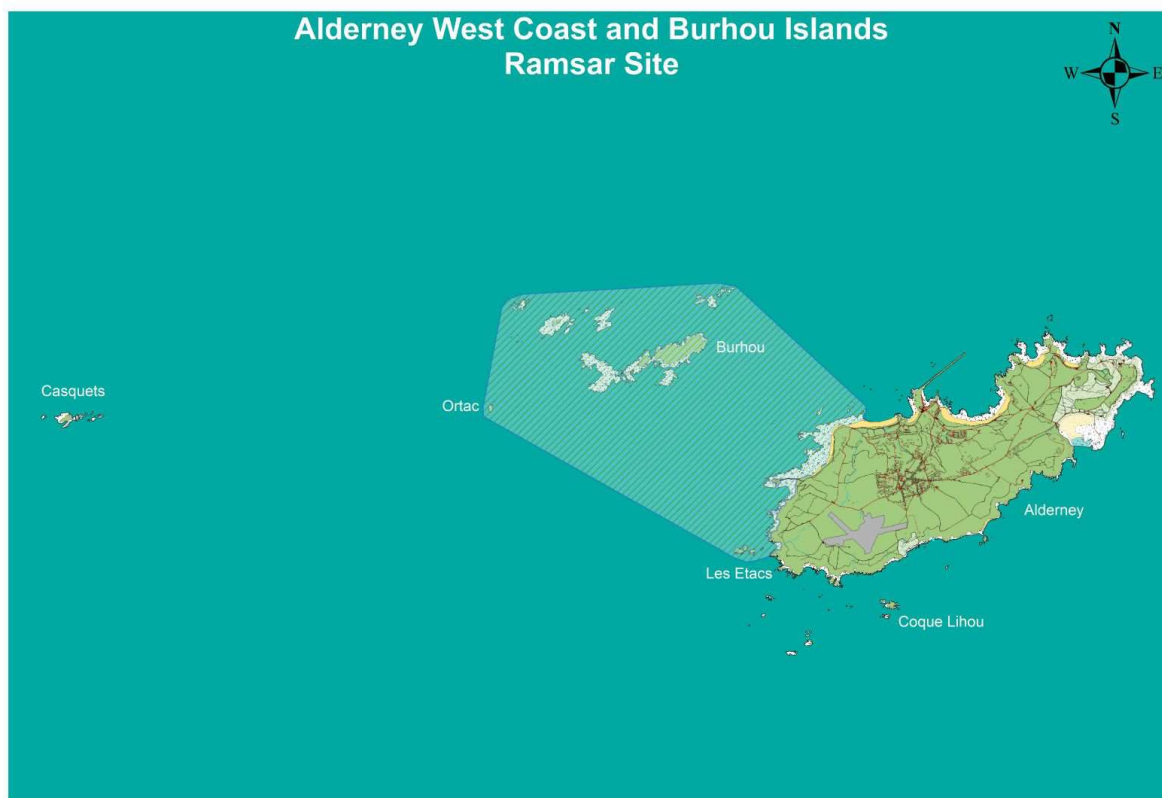 Alderney West Coast and Burhou Islands
Ramsar Site
N
W
E
S
Burhou
Casquets
Ortac
Alderney
Les Etacs
Coque Lihou